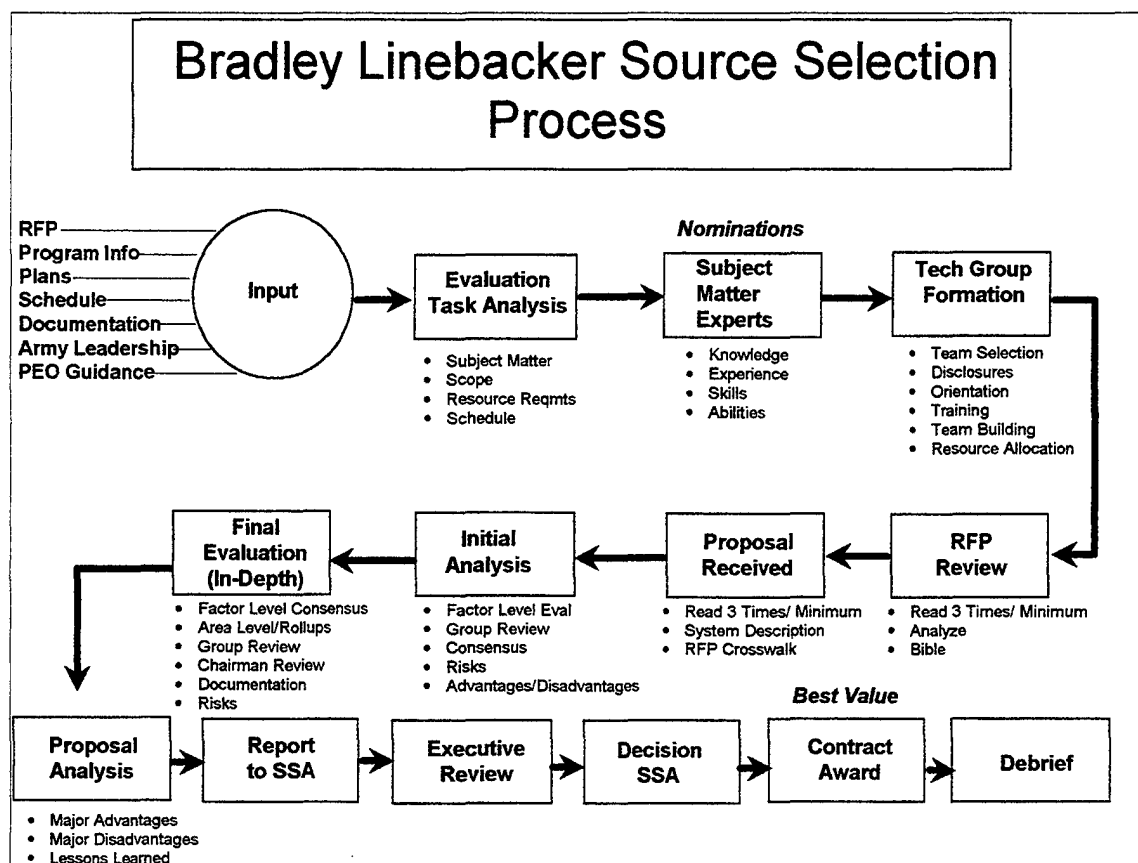 Bradley Linebacker Source Selection
Process
RFP
Program Info
Plans
Schedule
Documentation
Army Leadership
PEO Guidance
Input
Evaluation
Task Analysis
• Subject Matter
• Scope
• Resource Reqmts
• Schedule
Nominations
Subject
Matter
Experts
• Knowledge
• Experience
• Skills
• Abilities
Tech Group
Formation
• Team Selection
• Disclosures
• Orientation
• Training
• Team Building
• Resource Allocation
RFP
Review
• Read 3 Times/ Minimum
• Analyze
• Bible
Proposal
Received
• Read 3 Times/ Minimum
• System Description
• RFP Crosswalk
Initial
Analysis
• Factor Level Eval
• Group Review
• Consensus
• Risks
• Advantages/Disadvantages
Final
Evaluation
(In-Depth)
• Factor Level Consensus
• Area Level/Rollups
• Group Review
• Chairman Review
• Documentation
• Risks
Proposal
Analysis
• Major Advantages
• Major Disadvantages
• Lessons Learned
Report
to SSA
Executive
Review
Decision
SSA
Best Value
Contract
Award
Debrief